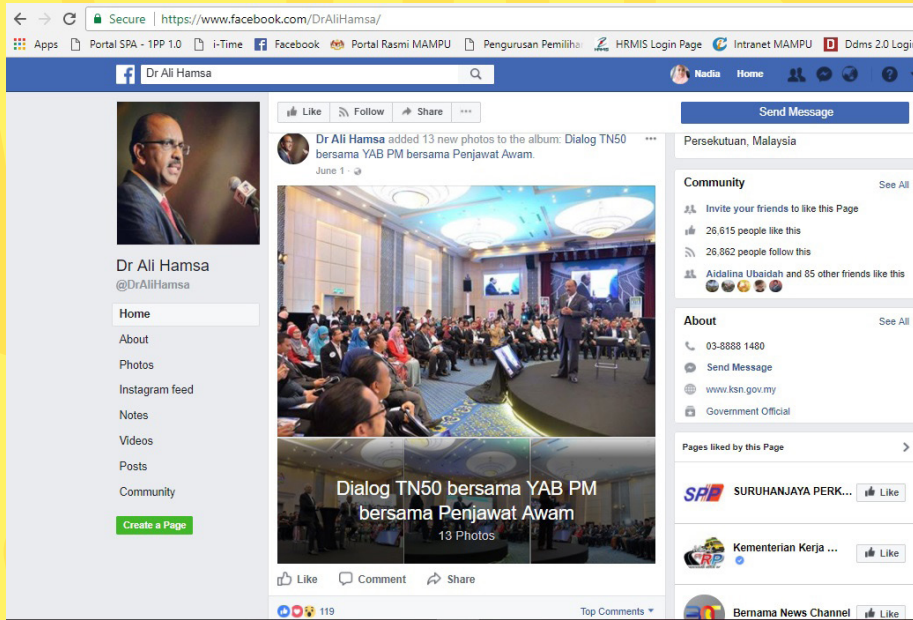 Secure | https://www.facebook.com/DrAliHamsa/
Apps Portal SPA - 1PP 1.0 i-Time Facebook Portal Rasmi MAMPU Pengurusan Pemiliha HRMIS Login Page Intranet MAMPU Ddms 2.0 Logi
Dr Ali Hamsa Nadia Home
Like Follow Share
Send Message
Dr Ali Hamsa added 13 new photos to the album: Dialog TN50
bersama YAB PM bersama Penjawat Awam.
June 1
Dr Ali Hamsa
@DrAliHamsa
Home
About
Photos
Instagram feed
Notes
Videos
Posts
Community
Create a Page
Dialog TN50 bersama YAB PM
bersama Penjawat Awam
13 Photos
Like Comment Share
119 Top Comments
Persekutuan, Malaysia
Community See All
Invite your friends to like this Page
26,615 people like this
26,862 people follow this
Aidalina Ubaidah and 85 other friends like this
About See All
03-8888 1480
Send Message
www.ksn.gov.my
Government Official
Pages liked by this Page
SPP SURUHANJAYA PERK... Like
Kementerian Kerja ... Like
Bernama News Channel Like